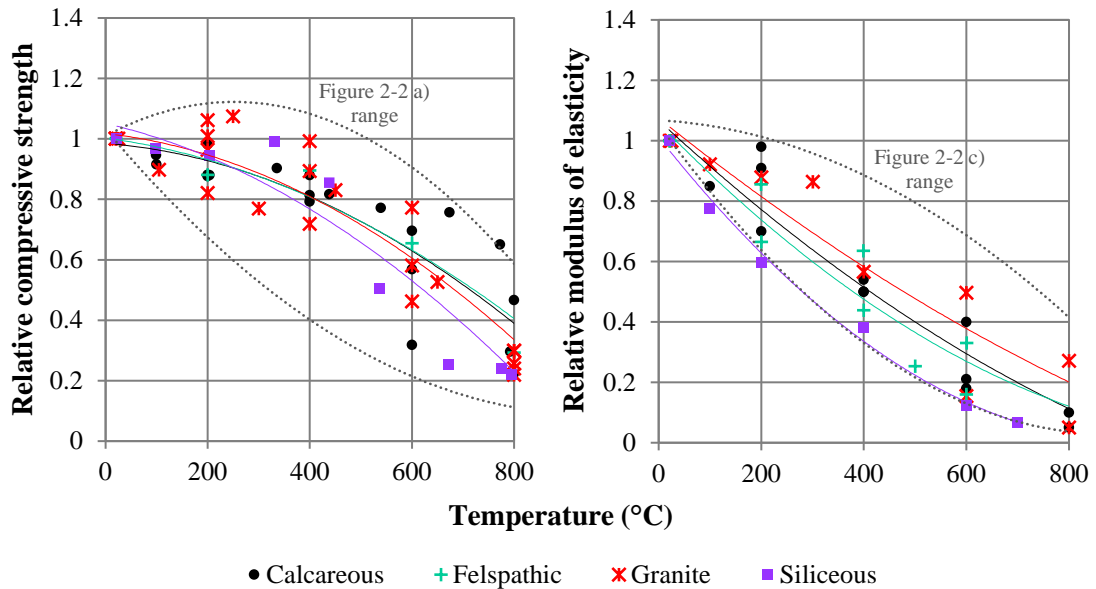 Relative compressive strength
1.4
1.2
1
0.8
0.6
0.4
0.2
0
0 200 400 600 800
Figure 2-2 a)
range
Relative modulus of elasticity
1.4
1.2
1
0.8
0.6
0.4
0.2
0
0 200 400 600 800
Figure 2-2 c)
range
Temperature (°C)
Calcareous Felspathic Granite Siliceous